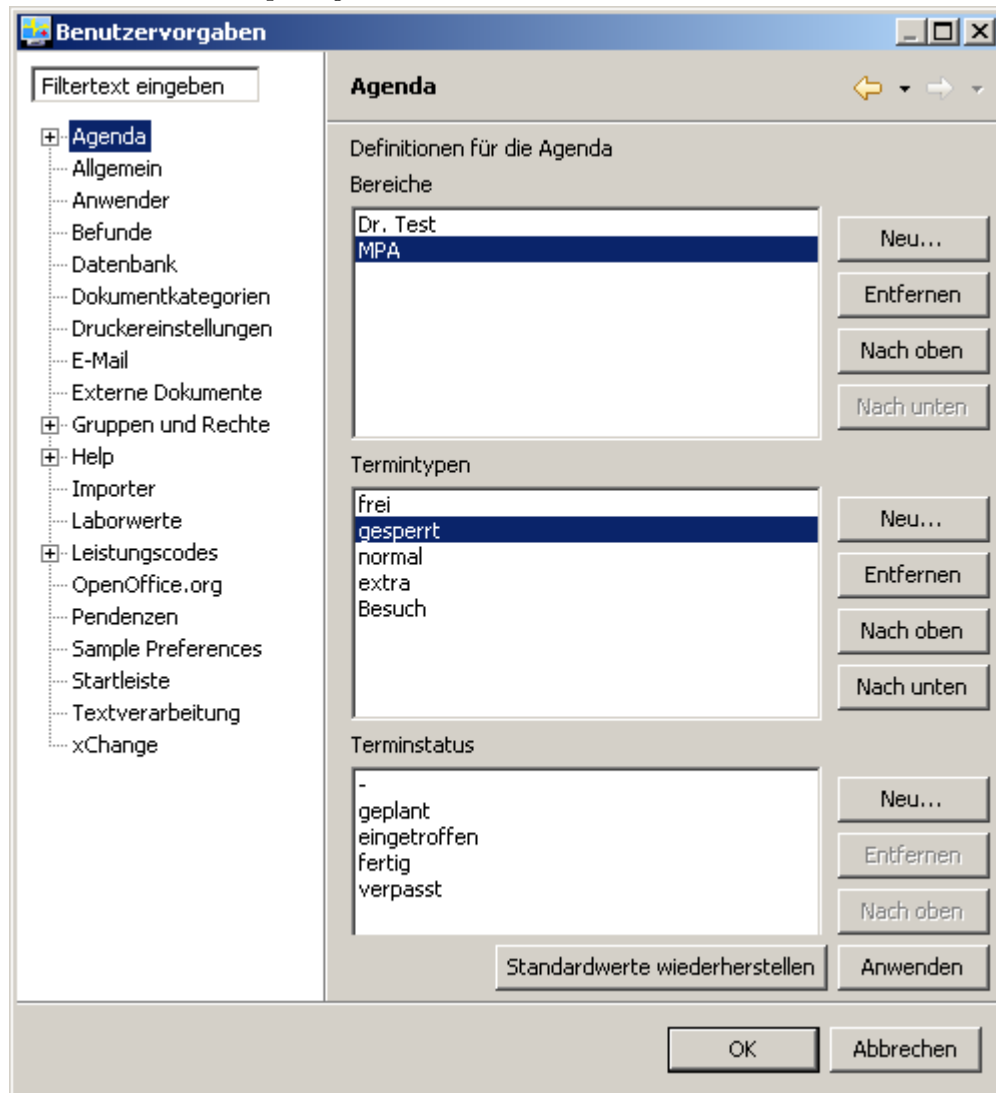 Benutzervorgaben
Filtertext eingeben
Agenda
Allgemein
Anwender
Befunde
Datenbank
Dokumentkategorien
Druckereinstellungen
E-Mail
Externe Dokumente
Gruppen und Rechte
Help
Importer
Laborwerte
Leistungscodes
OpenOffice.org
Pendenzen
Sample Preferences
Startleiste
Textverarbeitung
xChange
Agenda
Definitionen für die Agenda
Bereiche
Dr. Test
MPA
Neu...
Entfernen
Nach oben
Nach unten
Termintypen
frei
gesperrt
normal
extra
Besuch
Neu...
Entfernen
Nach oben
Nach unten
Terminstatus
-
geplant
eingetroffen
fertig
verpasst
Neu...
Entfernen
Nach oben
Standardwerte wiederherstellen
Anwenden
OK
Abbrechen